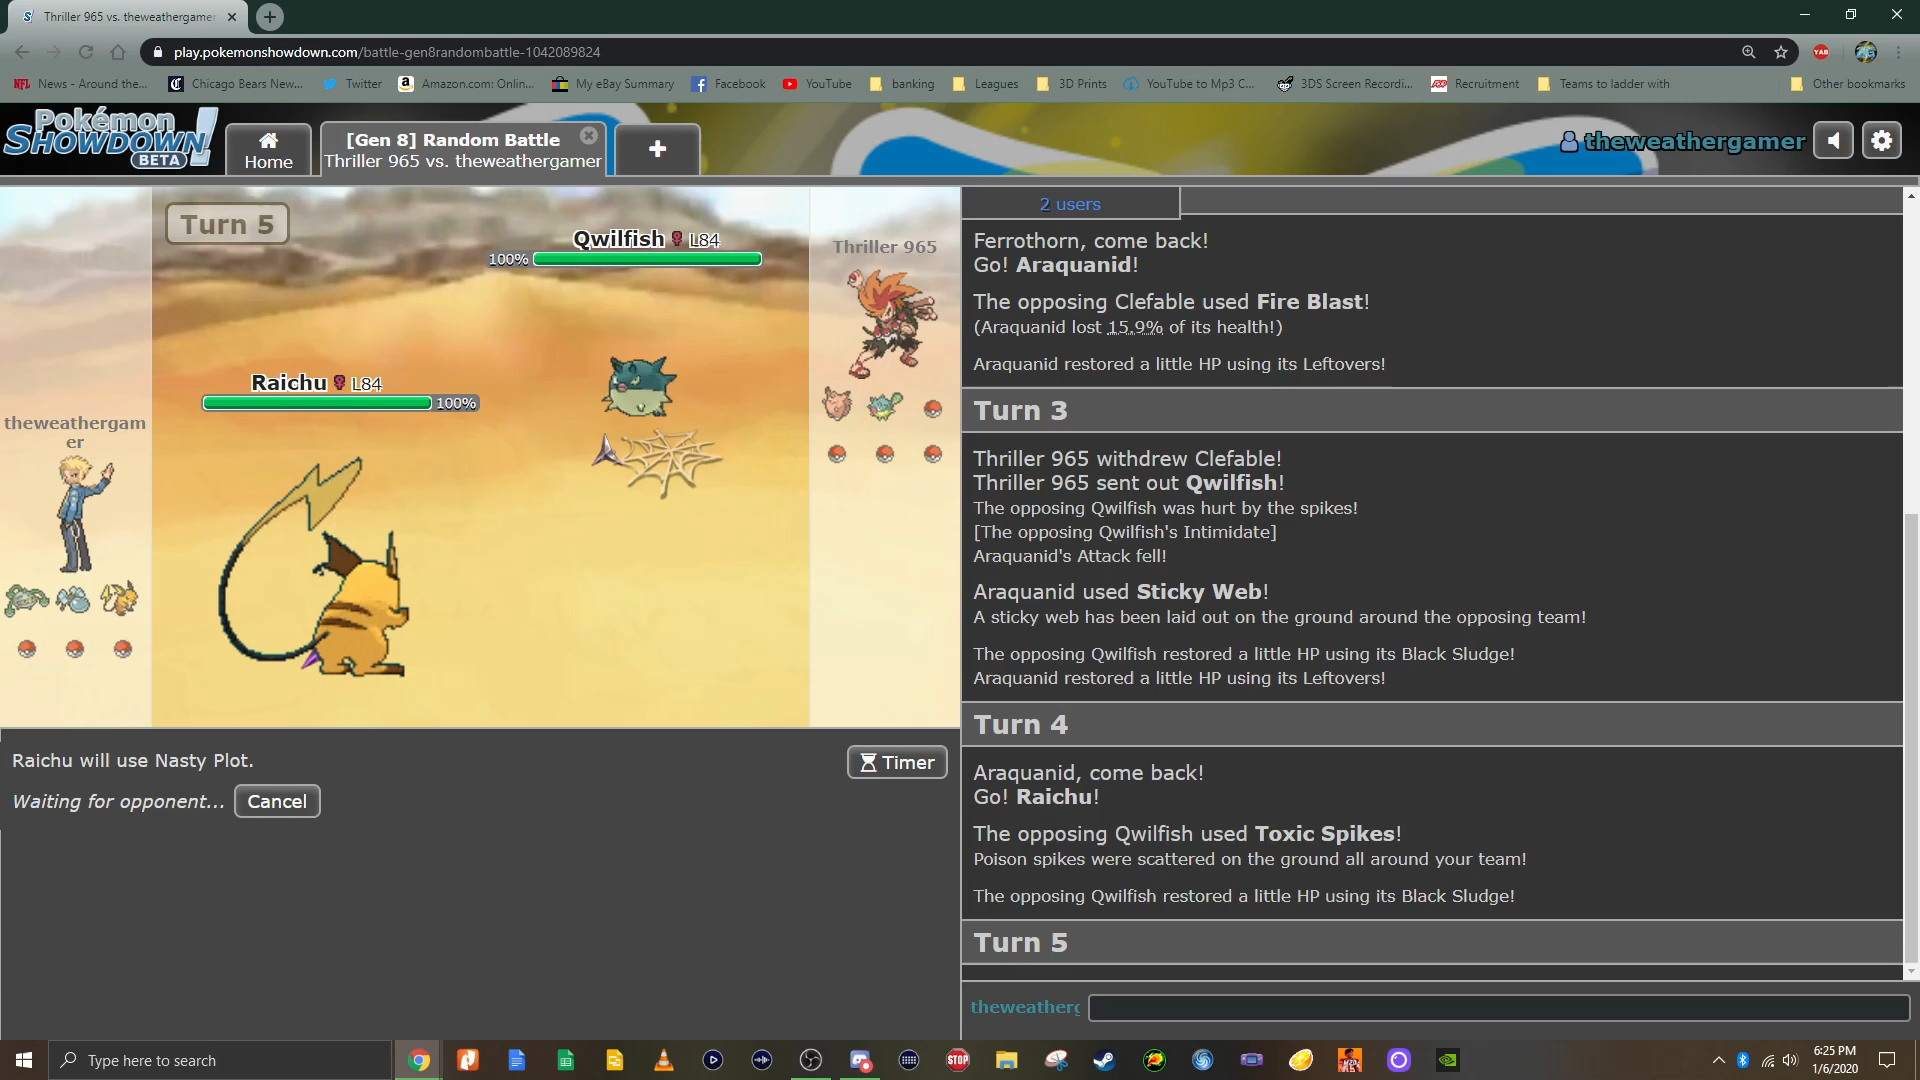 Thriller 965 vs. theweathergamer
play.pokemonshowdown.com/battle-gen8randombattle-1042089824
YAB
NFL News - Around the...
Chicago Bears New...
Twitter
Amazon.com: Onlin...
My eBay Summary
Facebook
YouTube
banking
Leagues
3D Prints
YouTube to Mp3 C...
3DS Screen Recordi...
Recruitment
Teams to ladder with
Other bookmarks
Pokémon
SHOWDOWN!
BETA
Home
[Gen 8] Random Battle
Thriller 965 vs. theweathergamer
theweathergamer
Turn 5
Qwilfish L84
100%
Thriller 965
Raichu L84
100%
theweathergam
er
Raichu will use Nasty Plot.
Timer
Waiting for opponent... Cancel
2 users
Ferrothorn, come back!
Go! Araquanid!
The opposing Clefable used Fire Blast!
(Araquanid lost 15.9% of its health!)
Araquanid restored a little HP using its Leftovers!
Turn 3
Thriller 965 withdrew Clefable!
Thriller 965 sent out Qwilfish!
The opposing Qwilfish was hurt by the spikes!
[The opposing Qwilfish's Intimidate]
Araquanid's Attack fell!
Araquanid used Sticky Web!
A sticky web has been laid out on the ground around the opposing team!
The opposing Qwilfish restored a little HP using its Black Sludge!
Araquanid restored a little HP using its Leftovers!
Turn 4
Araquanid, come back!
Go! Raichu!
The opposing Qwilfish used Toxic Spikes!
Poison spikes were scattered on the ground all around your team!
The opposing Qwilfish restored a little HP using its Black Sludge!
Turn 5
theweatherg
Type here to search
STOP
6:25 PM
1/6/2020